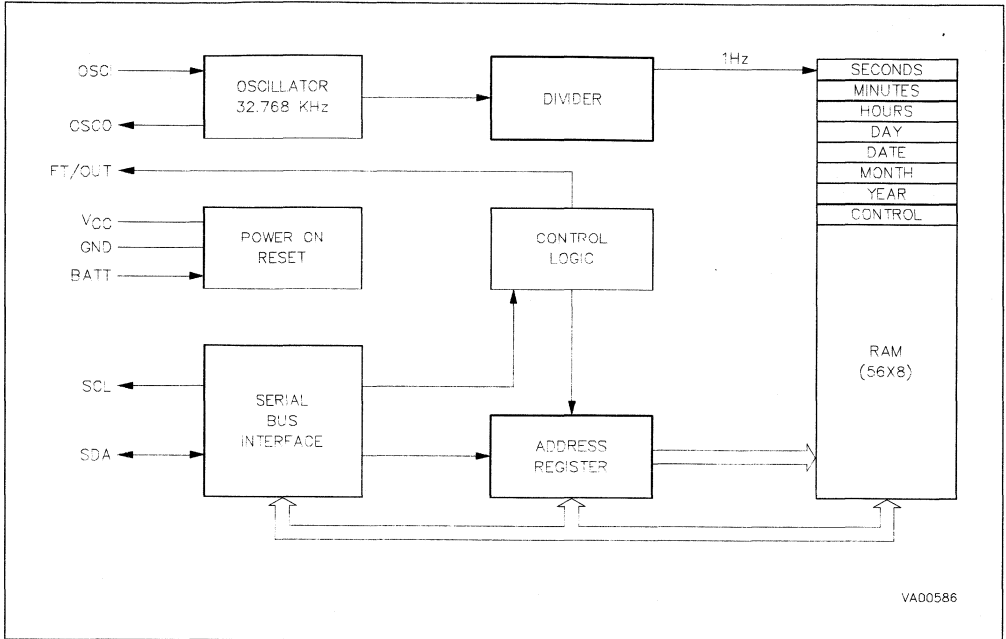 OSCI
OSCILLATOR
32.768 KHz
OSCO
DIVIDER
1Hz
SECONDS
MINUTES
HOURS
DAY
DATE
MONTH
YEAR
CONTROL
RAM
(56X8)
FT/OUT
VCC
GND
BATT
POWER ON
RESET
CONTROL
LOGIC
SCL
SDA
SERIAL
BUS
INTERFACE
ADDRESS
REGISTER
VA00586